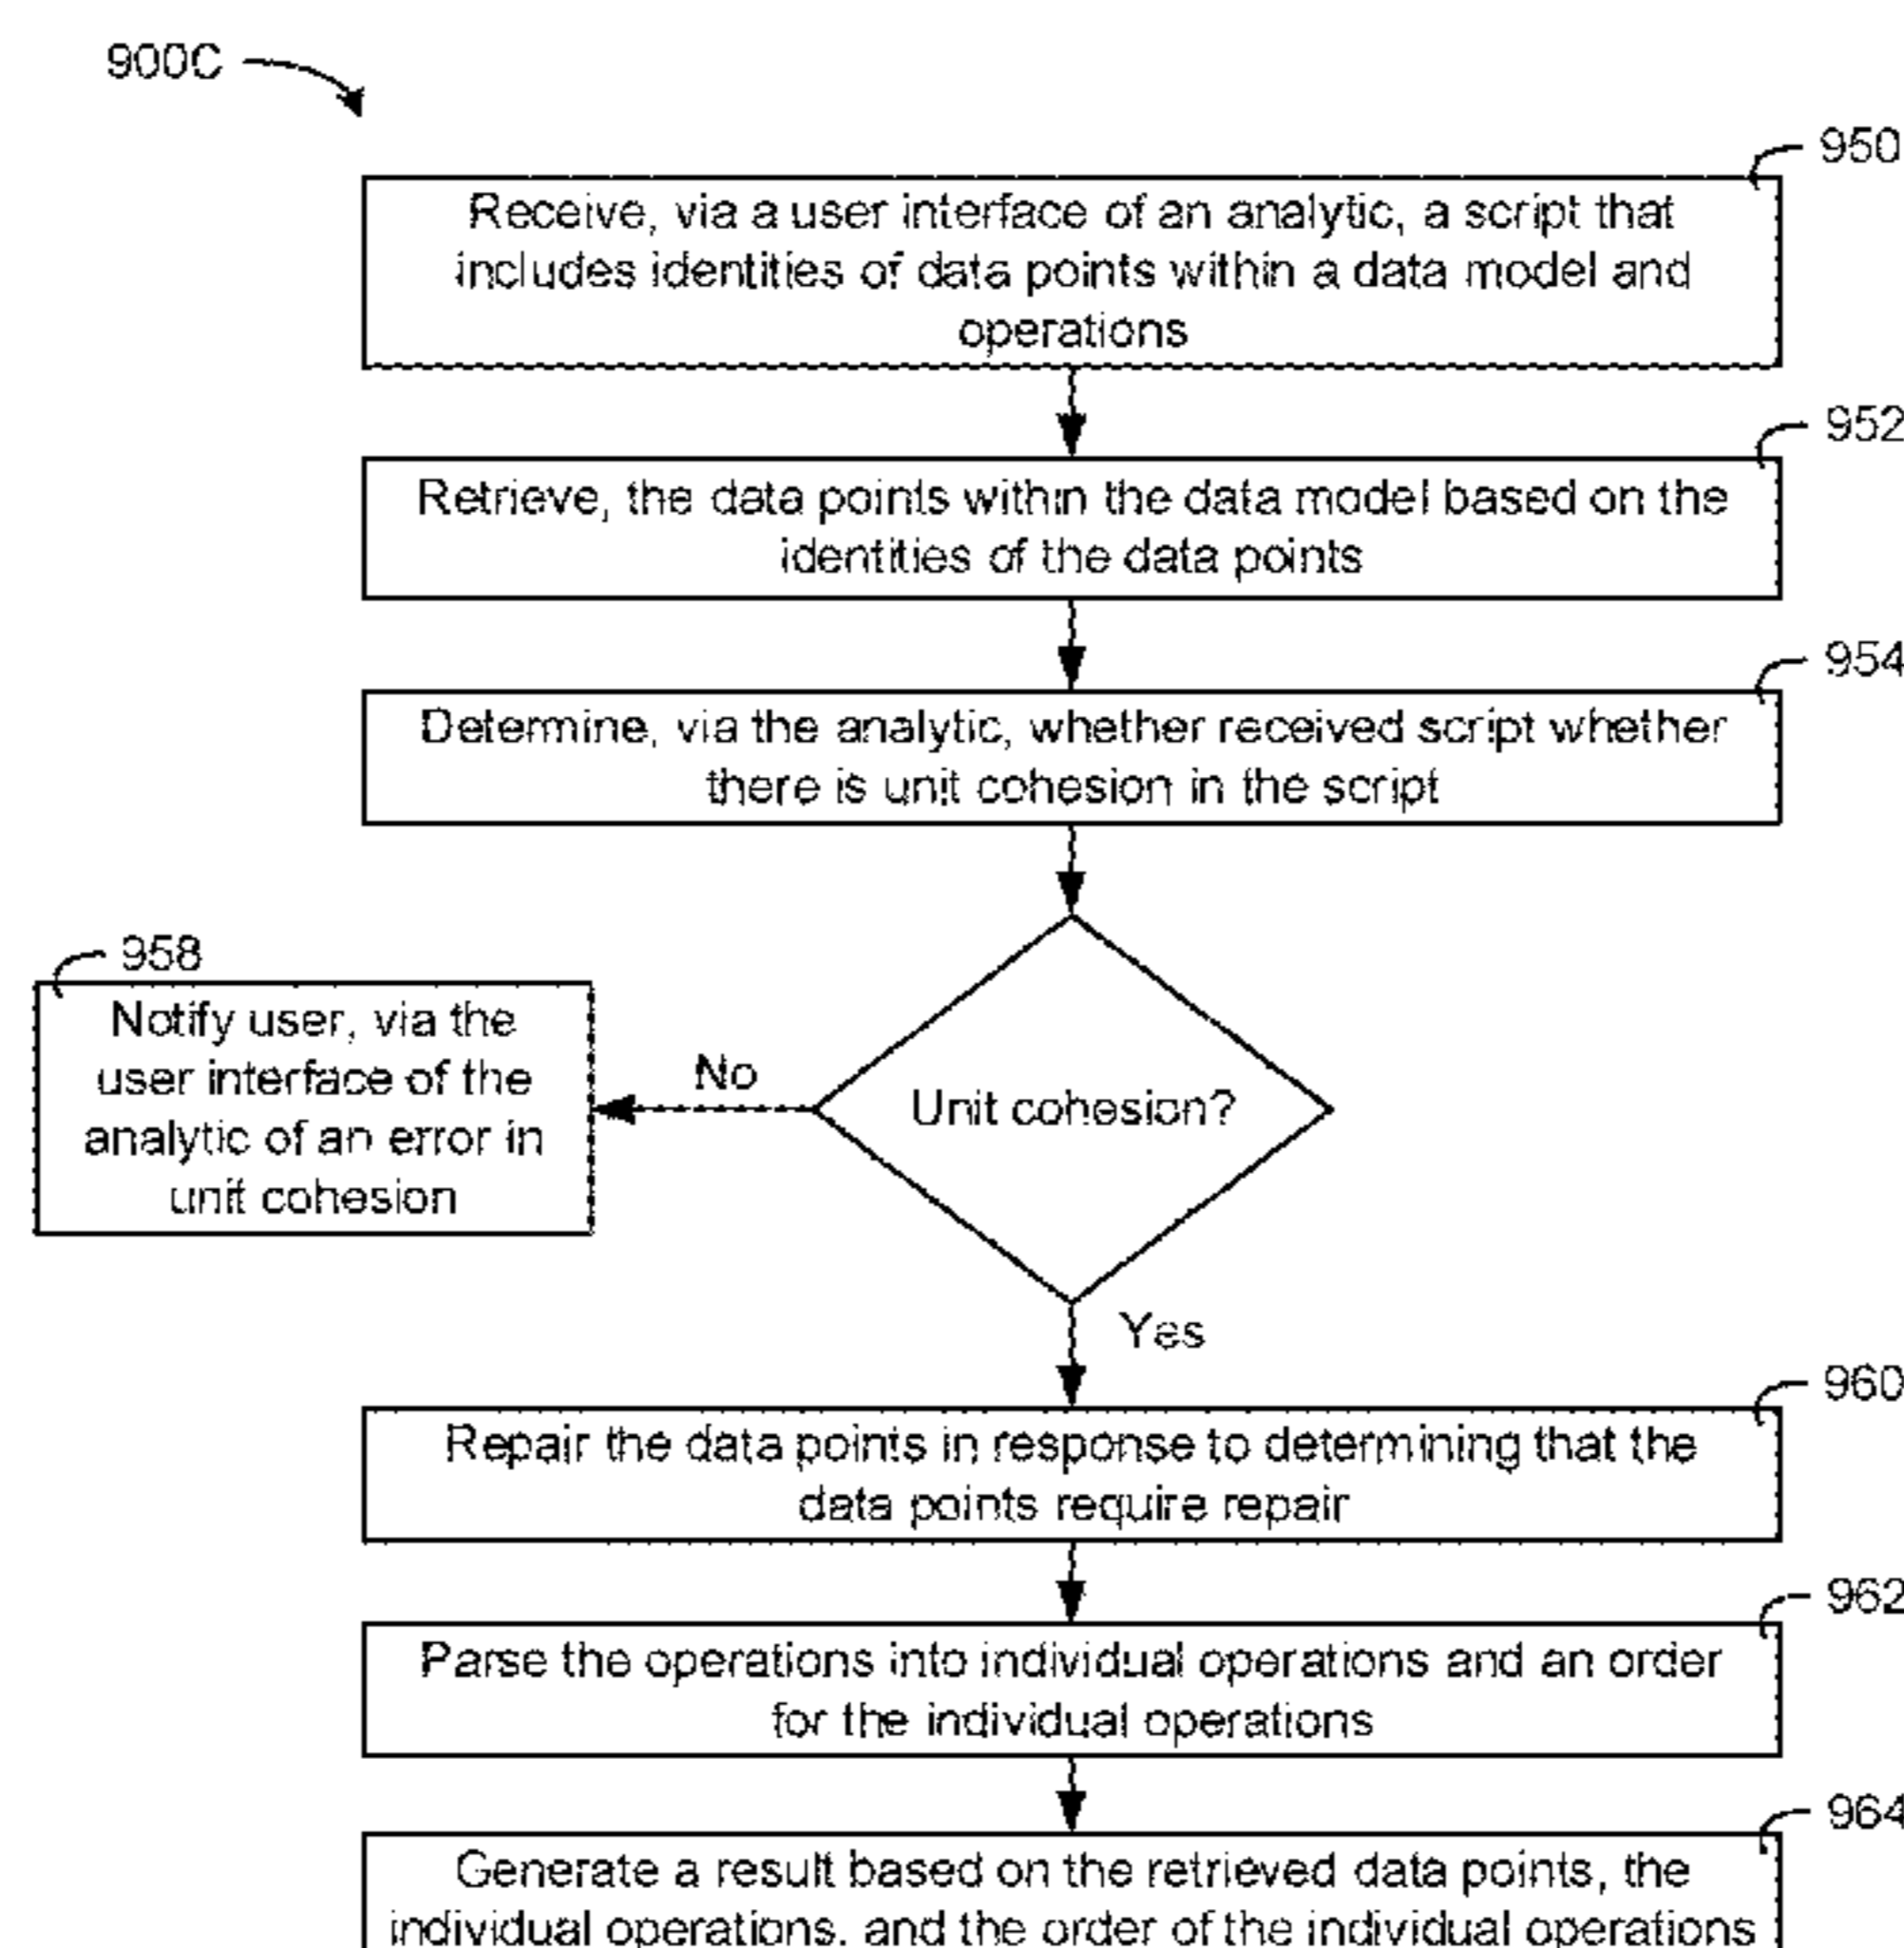 900C
950
Receive, via a user interface of an analytic, a script that
includes identities of data points within a data model and
operations
952
Retrieve, the data points within the data model based on the
identities of the data points
954
Determine, via the analytic, whether received script whether
there is unit cohesion in the script
958
Notify user, via the
user interface of the
analytic of an error in
unit cohesion
No
Unit cohesion?
Yes
960
Repair the data points in response to determining that the
data points require repair
962
Parse the operations into individual operations and an order
for the individual operations
964
Generate a result based on the retrieved data points, the
individual operations, and the order of the individual operations